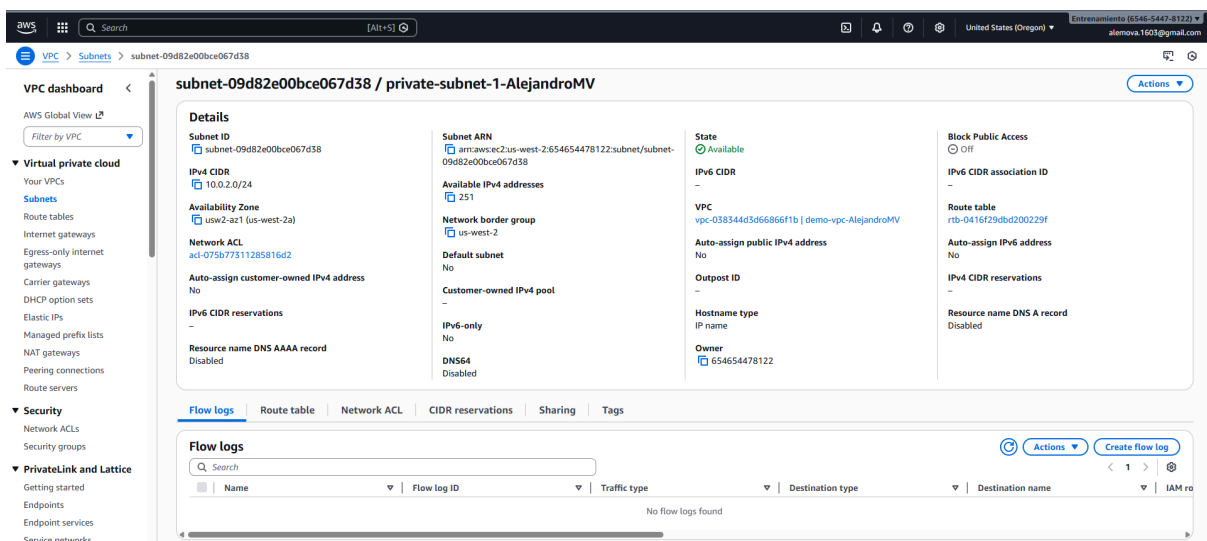 aws
Search
[Alt+S]
United States (Oregon) ▼
Entrenamiento (6546-5447-8122) ▼
alemova.1603@gmail.com
VPC > Subnets > subnet-09d82e00bce067d38
VPC dashboard
AWS Global View
Filter by VPC
Virtual private cloud
Your VPCs
Subnets
Route tables
Internet gateways
Egress-only internet
gateways
Carrier gateways
DHCP option sets
Elastic IPs
Managed prefix lists
NAT gateways
Peering connections
Route servers
Security
Network ACLs
Security groups
PrivateLink and Lattice
Getting started
Endpoints
Endpoint services
Service networks
subnet-09d82e00bce067d38 / private-subnet-1-AlejandroMV
Actions
Details
Subnet ID
subnet-09d82e00bce067d38
IPv4 CIDR
10.0.2.0/24
Availability Zone
usw2-az1 (us-west-2a)
Network ACL
acl-075b77311285816d2
Auto-assign customer-owned IPv4 address
No
IPv6 CIDR reservations
–
Resource name DNS AAAA record
Disabled
Subnet ARN
arn:aws:ec2:us-west-2:654654478122:subnet/subnet-
09d82e00bce067d38
Available IPv4 addresses
251
Network border group
us-west-2
Default subnet
No
Customer-owned IPv4 pool
–
IPv6-only
No
DNS64
Disabled
State
Available
IPv6 CIDR
–
VPC
vpc-038344d3d66866f1b | demo-vpc-AlejandroMV
Auto-assign public IPv4 address
No
Outpost ID
–
Hostname type
IP name
Owner
654654478122
Block Public Access
Off
IPv6 CIDR association ID
–
Route table
rtb-0416f29dbd200229f
Auto-assign IPv6 address
No
IPv4 CIDR reservations
–
Resource name DNS A record
Disabled
Flow logs
Route table
Network ACL
CIDR reservations
Sharing
Tags
Flow logs
Actions
Create flow log
Search
< 1 >
Name
Flow log ID
Traffic type
Destination type
Destination name
IAM ro
No flow logs found